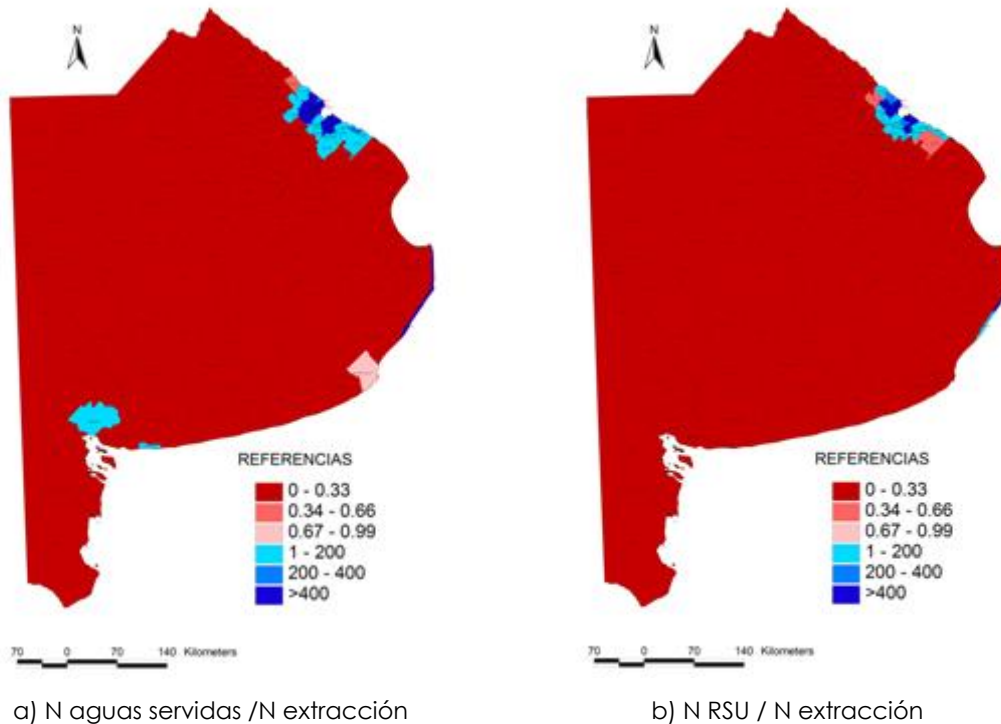 N
REFERENCIAS
0 - 0.33
0.34 - 0.66
0.67 - 0.99
1 - 200
200 - 400
>400
70 0 70 140 Kilometers
a) N aguas servidas /N extracción
N
REFERENCIAS
0 - 0.33
0.34 - 0.66
0.67 - 0.99
1 - 200
200 - 400
>400
70 0 70 140 Kilometers
b) N RSU / N extracción